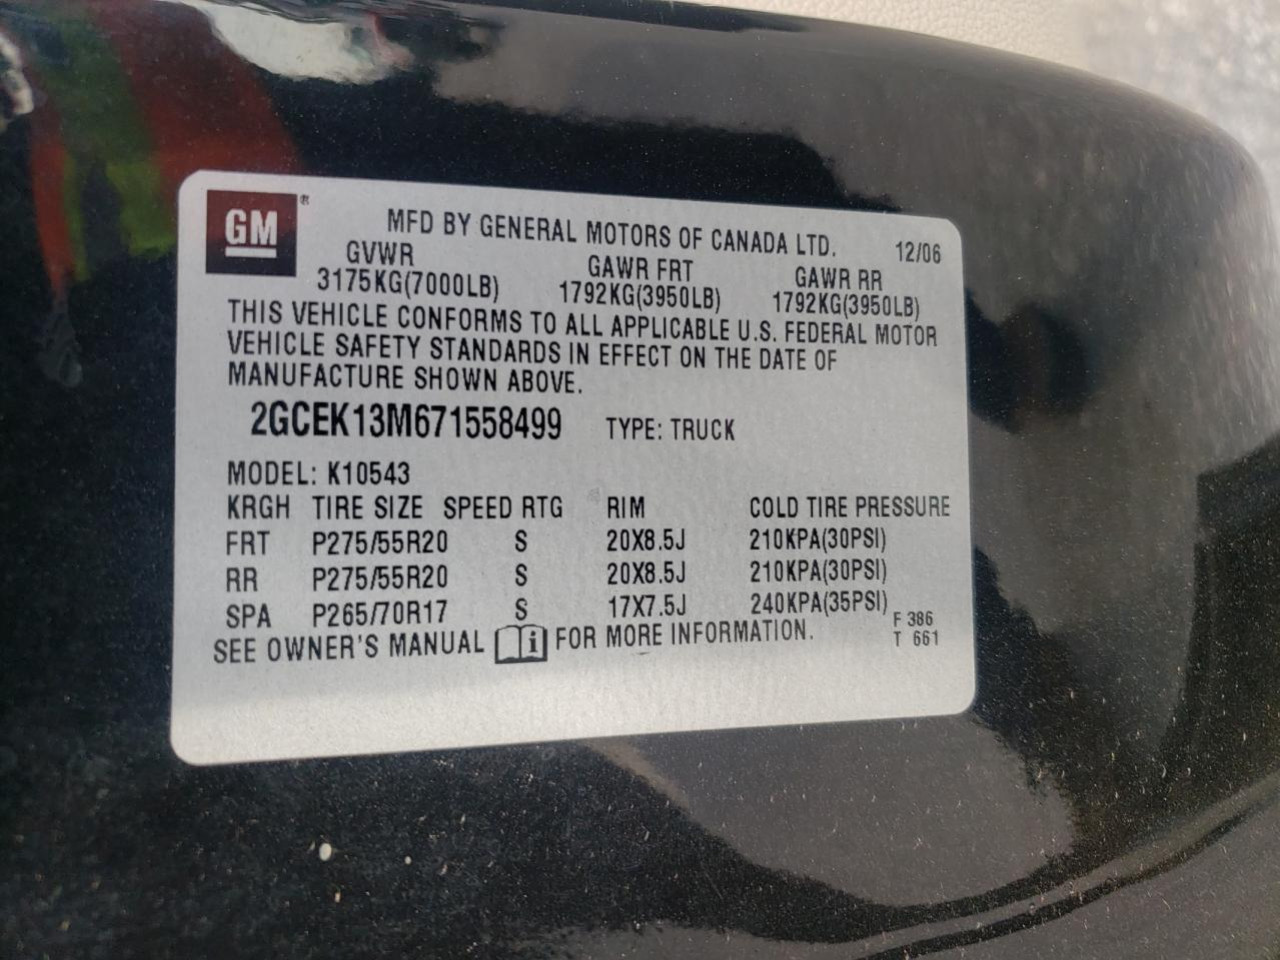 GM ®
MFD BY GENERAL MOTORS OF CANADA LTD. 12/06
GVWR GAWR FRT GAWR RR
3175KG(7000LB) 1792KG(3950LB) 1792KG(3950LB)
THIS VEHICLE CONFORMS TO ALL APPLICABLE U.S. FEDERAL MOTOR
VEHICLE SAFETY STANDARDS IN EFFECT ON THE DATE OF
MANUFACTURE SHOWN ABOVE.
2GCEK13M671558499 TYPE: TRUCK
MODEL: K10543
KRGH TIRE SIZE SPEED RTG RIM COLD TIRE PRESSURE
FRT P275/55R20 S 20X8.5J 210KPA(30PSI)
RR P275/55R20 S 20X8.5J 210KPA(30PSI)
SPA P265/70R17 S 17X7.5J 240KPA(35PSI)
F 386
SEE OWNER'S MANUAL i FOR MORE INFORMATION. T 661